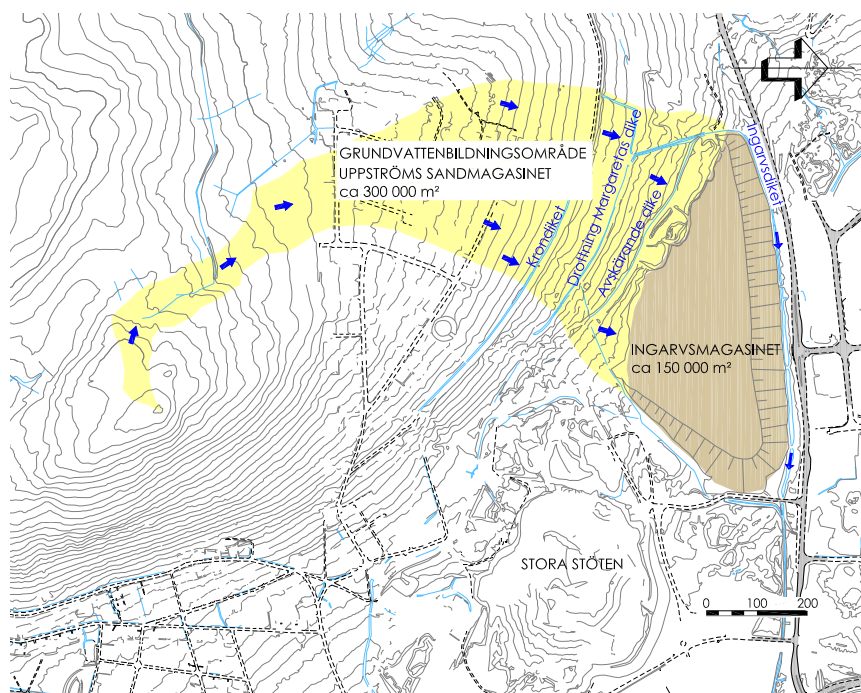 GRUNDVATTENBILDNINGSOMRÅDE
UPPSTRÖMS SANDMAGASINET
ca 300 000 m²
Krondiket
Drottning Margaretas dike
Avskärande dike
Ingarvsdiket
INGARVSMAGASINET
ca 150 000 m²
STORA STÖTEN
0 100 200